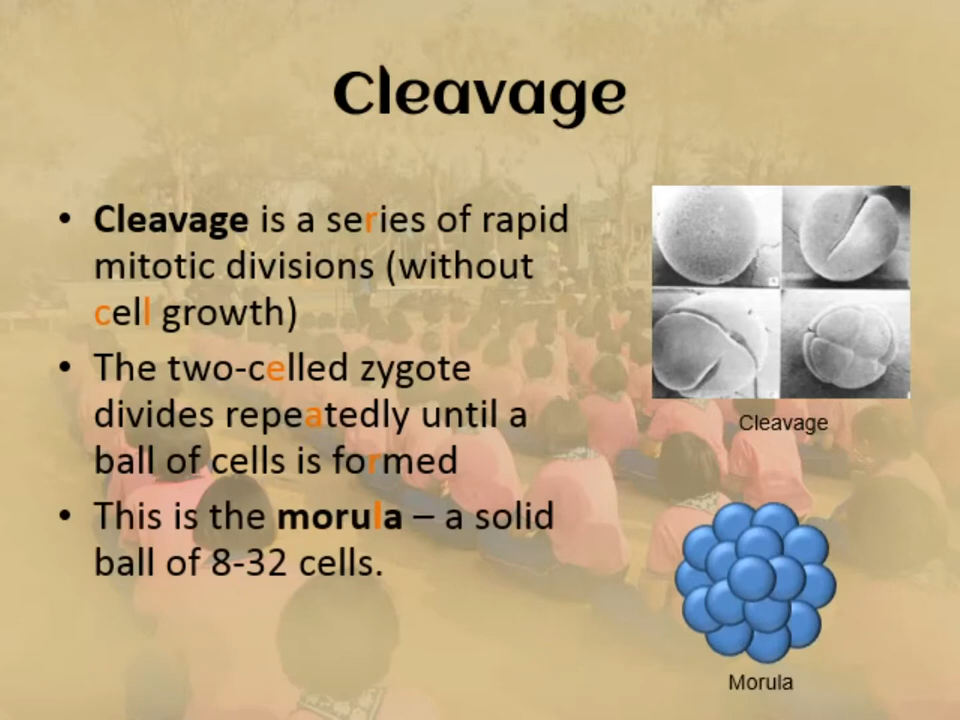 Cleavage
• Cleavage is a series of rapid
mitotic divisions (without
cell growth)
• The two-celled zygote
divides repeatedly until a
ball of cells is formed
• This is the morula – a solid
ball of 8-32 cells.
Cleavage
Morula